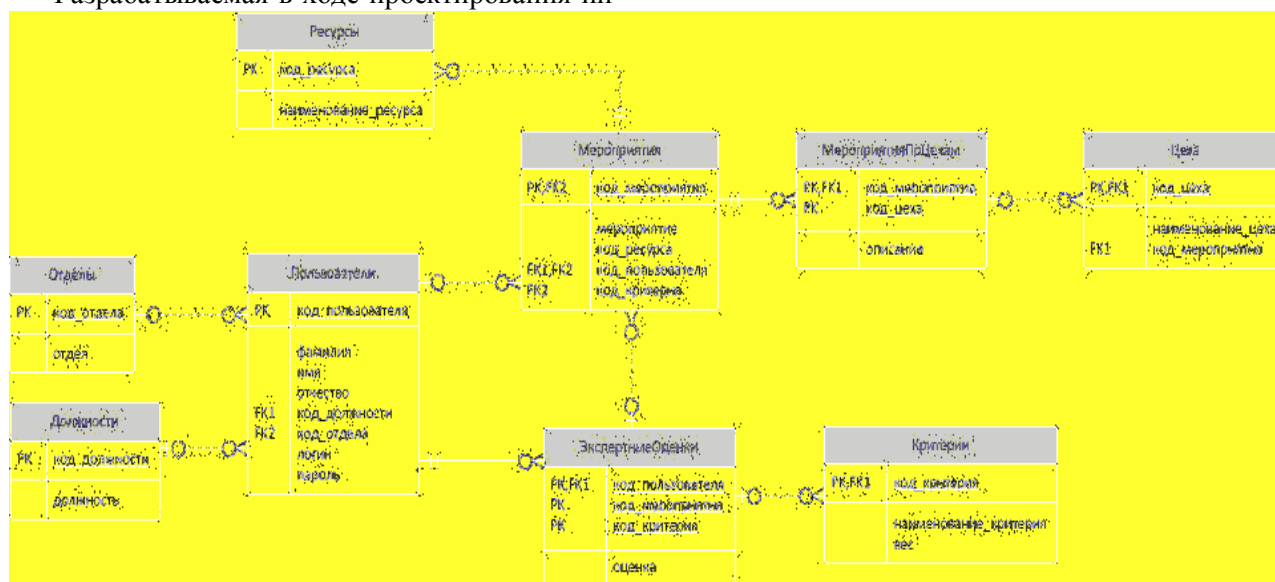 Разрабатываемая в ходе проектирования
Ресурсы
PK код_ресурса
наименование_ресурса
Мероприятия
PK,FK2 код_мероприятия
мероприятие
код_ресурса
FK1,FK2 код_пользователя
FK2 код_критерия
МероприятияПоЦехам
PK,FK1 код_мероприятие
PK код_цеха
описание
Цеха
PK,FK1 код_цеха
наименование_цеха
FK1 код_мероприятия
Отделы
PK код_отдела
отдел
Пользователи
PK код_пользователя
фамилия
имя
отчество
FK1 код_должности
FK2 код_отдела
логин
пароль
Должности
PK код_должности
должность
ЭкспертныеОценки
PK,FK1 код_пользователя
PK код_мероприятия
PK код_критерия
оценка
Критерии
PK,FK1 код_критерия
наименование_критерия
вес